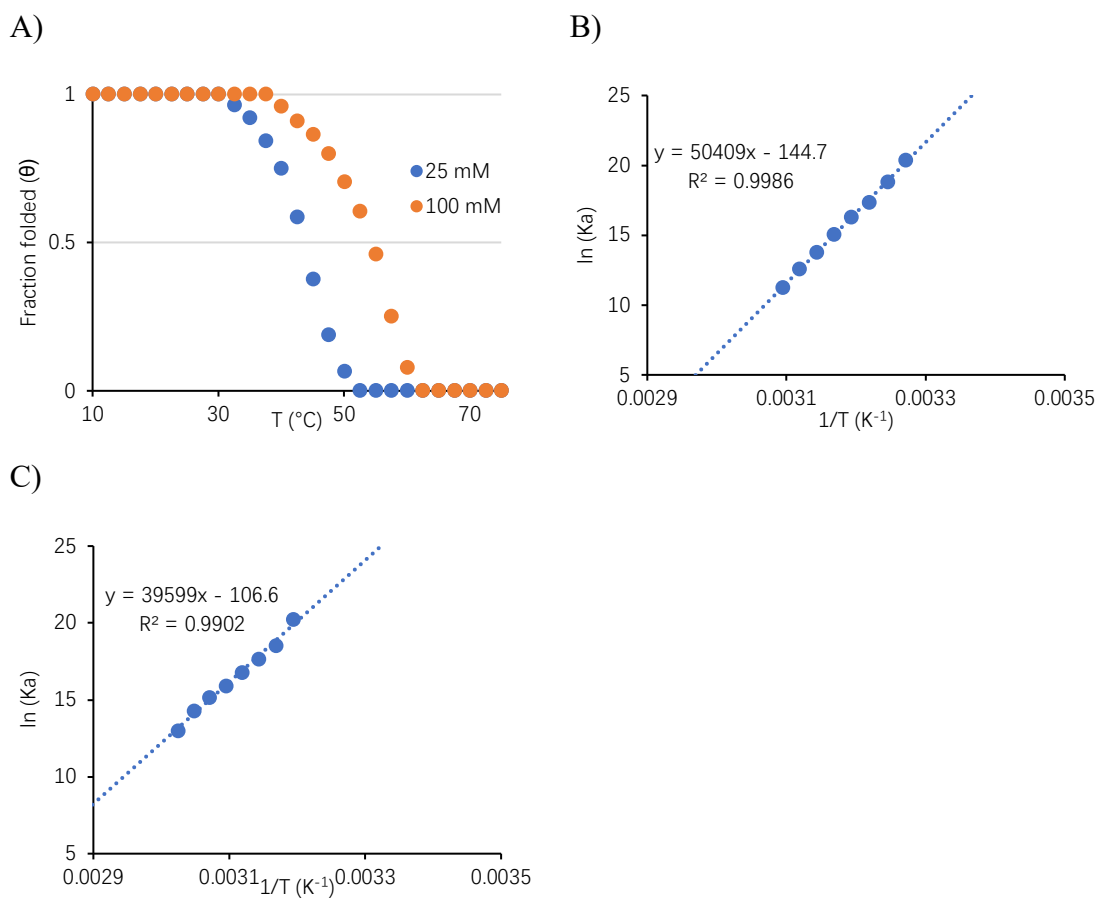 A)
1
0.5
0
Fraction folded (θ)
10
30
50
70
T (°C)
25 mM
100 mM
B)
25
20
15
10
5
ln (Ka)
y = 50409x - 144.7
R² = 0.9986
0.0029
0.0031
0.0033
0.0035
1/T (K⁻¹)
C)
25
20
15
10
5
ln (Ka)
y = 39599x - 106.6
R² = 0.9902
0.0029
0.0031
0.0033
0.0035
1/T (K⁻¹)